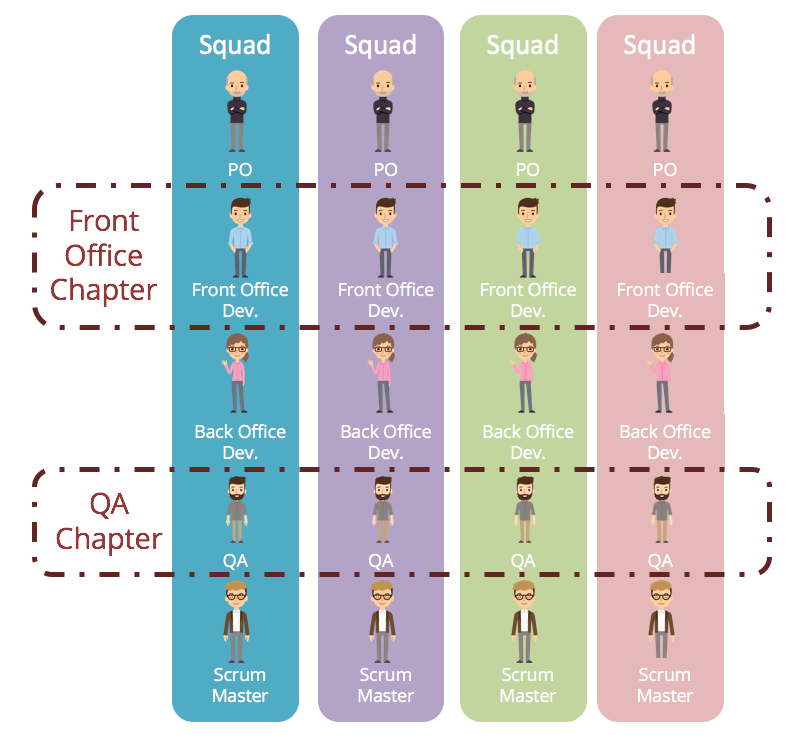 Squad
Squad
Squad
Squad
PO
PO
PO
PO
Front
Office
Chapter
Front Office
Dev.
Front Office
Dev.
Front Office
Dev.
Front Office
Dev.
Back Office
Dev.
Back Office
Dev.
Back Office
Dev.
Back Office
Dev.
QA
Chapter
QA
QA
QA
QA
Scrum
Master
Scrum
Master
Scrum
Master
Scrum
Master